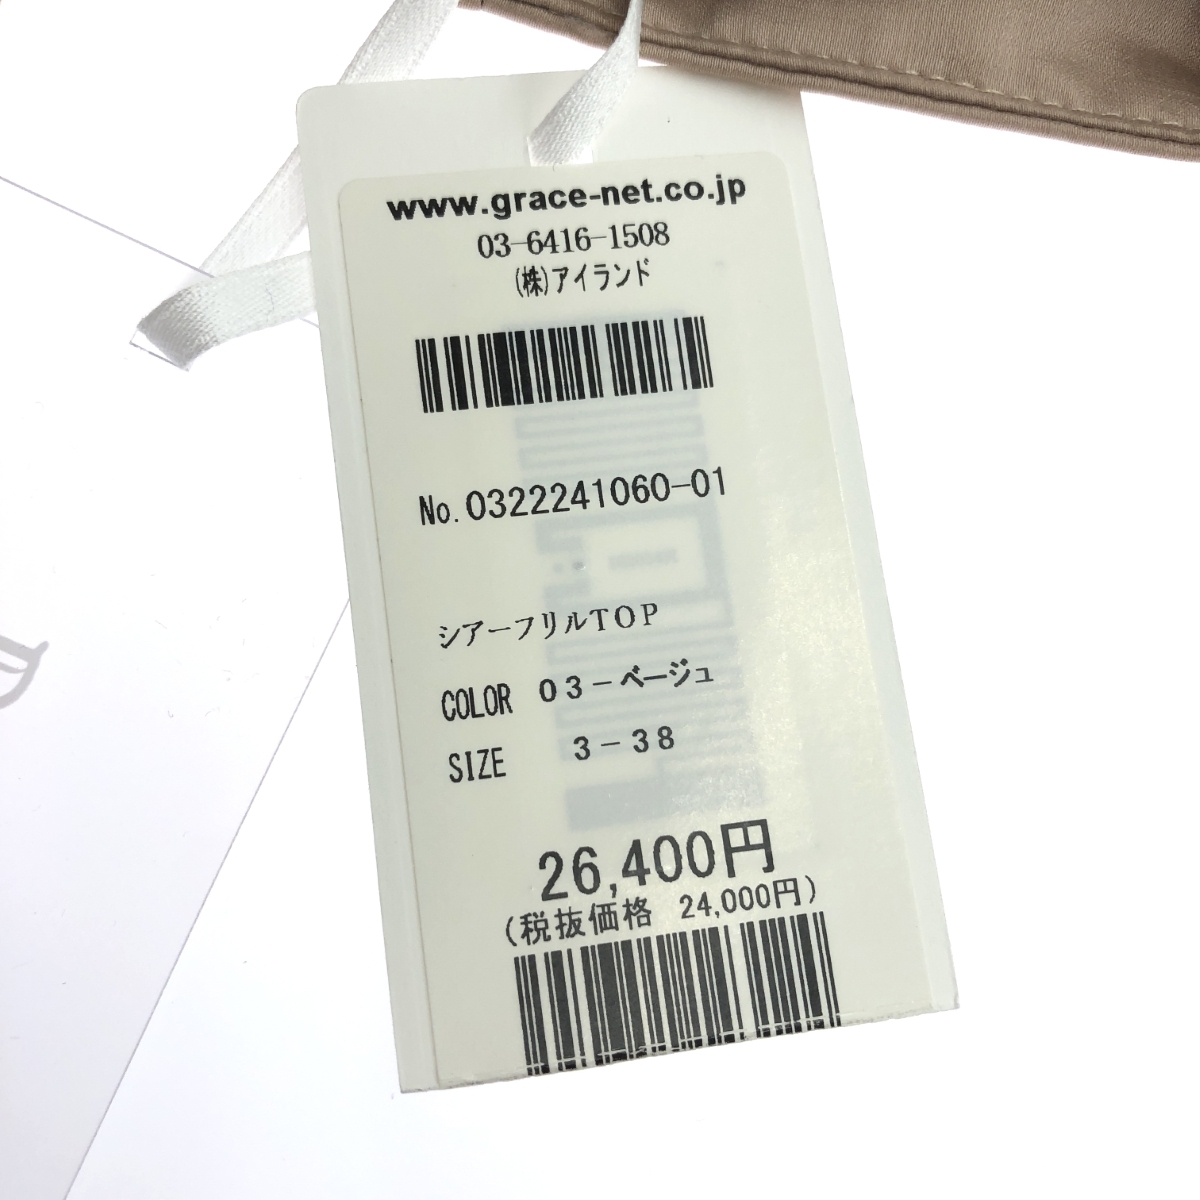 www.grace-net.co.jp
03-6416-1508
(株)アイランド
No.0322241060-01
シアーフリルTOP
COLOR 03-ベージュ
SIZE 3-38
26,400円
(税抜価格 24,000円)